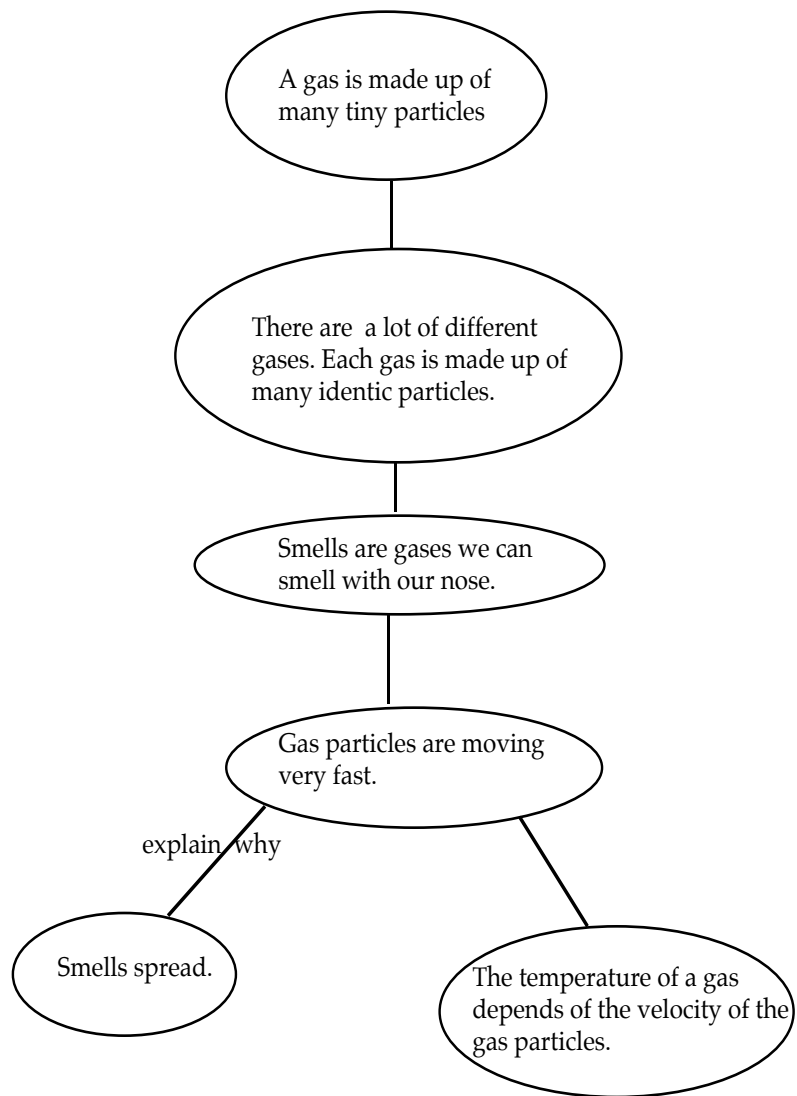 A gas is made up of
many tiny particles
There are a lot of different
gases. Each gas is made up of
many identic particles.
Smells are gases we can
smell with our nose.
Gas particles are moving
very fast.
explain why
Smells spread.
The temperature of a gas
depends of the velocity of the
gas particles.